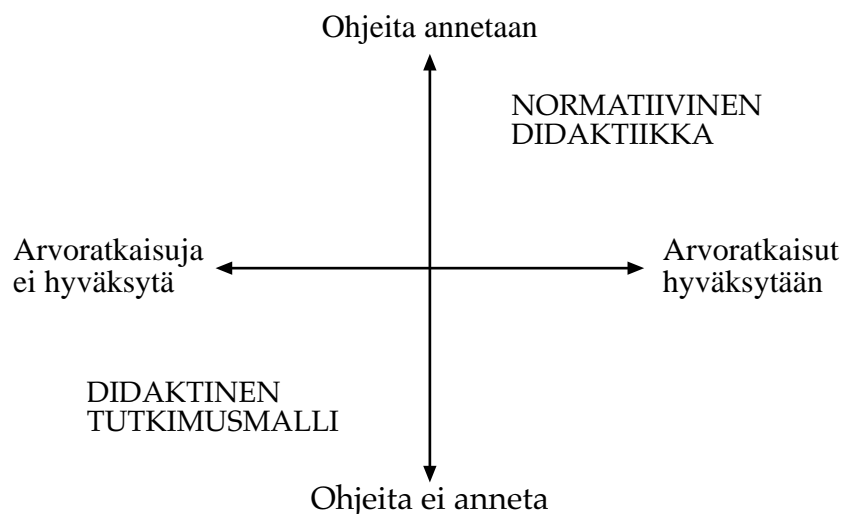 Ohjeita annetaan
NORMATIIVINEN
DIDAKTIIKKA
Arvoratkaisuja
ei hyväksytä
Arvoratkaisut
hyväksytään
DIDAKTINEN
TUTKIMUSMALLI
Ohjeita ei anneta